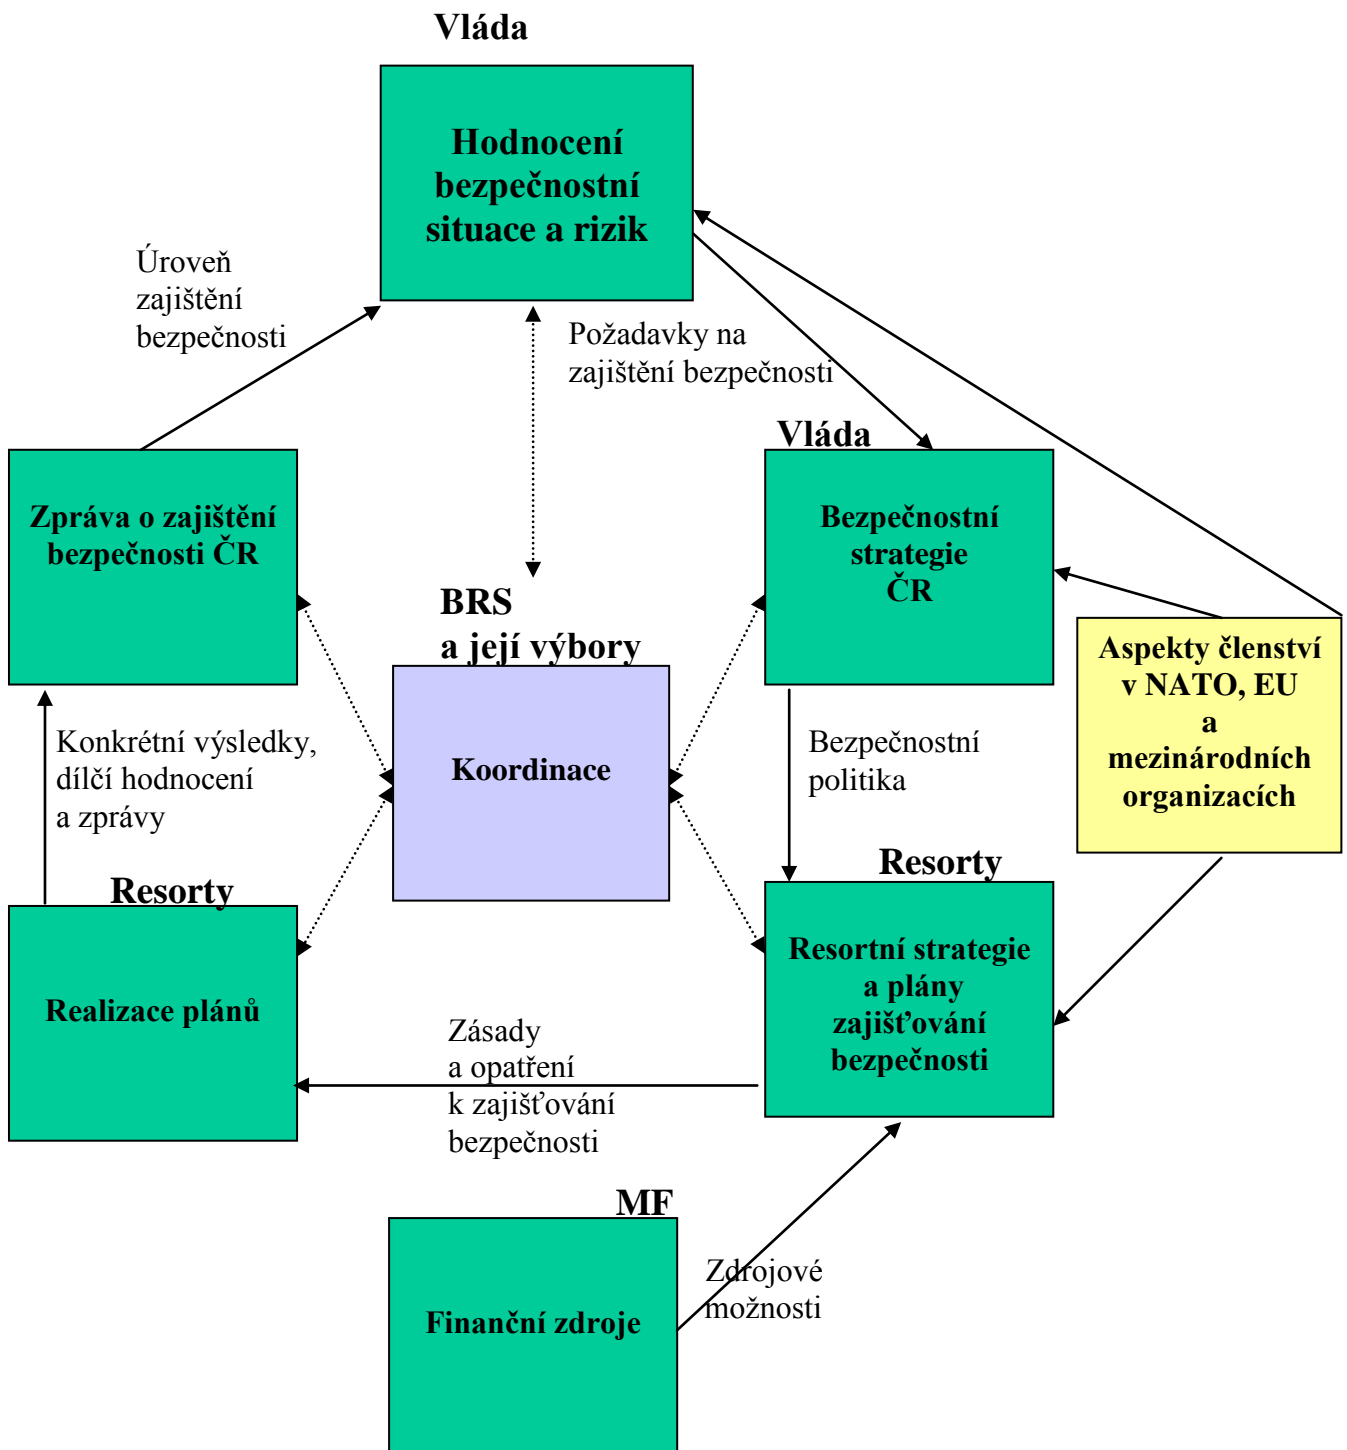 Vláda
Hodnocení
bezpečnostní
situace a rizik
Úroveň
zajištění
bezpečnosti
Požadavky na
zajištění bezpečnosti
Vláda
Zpráva o zajištění
bezpečnosti ČR
Bezpečnostní
strategie
ČR
BRS
a její výbory
Koordinace
Aspekty členství
v NATO, EU
a
mezinárodních
organizacích
Konkrétní výsledky,
dílčí hodnocení
a zprávy
Bezpečnostní
politika
Resorty
Realizace plánů
Resorty
Resortní strategie
a plány
zajišťování
bezpečnosti
Zásady
a opatření
k zajišťování
bezpečnosti
MF
Finanční zdroje
Zdrojové
možnosti